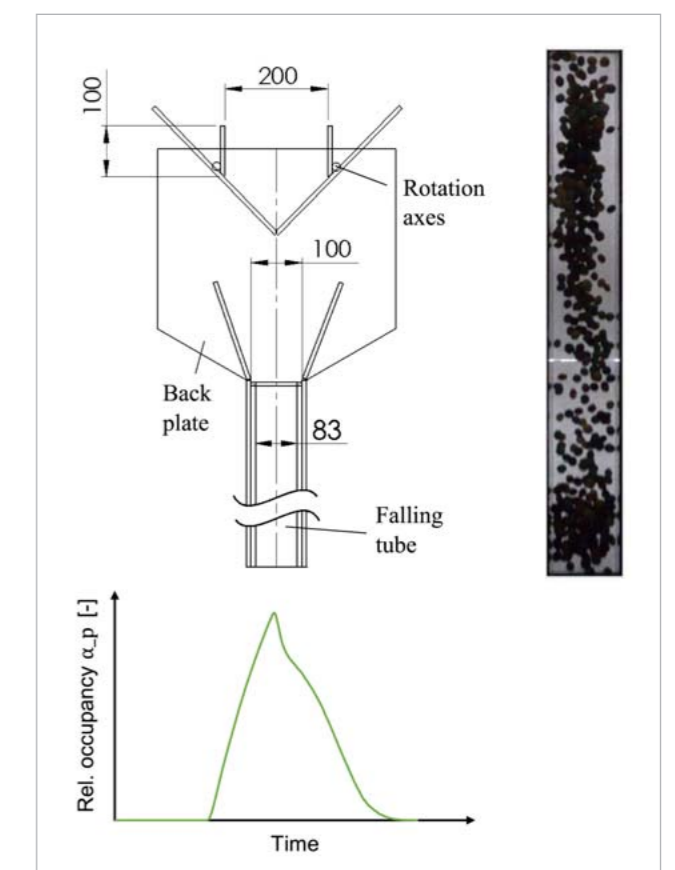 200
100
Rotation
axes
100
Back
plate
83
Falling
tube
Rel. occupancy α_p [-]
Time